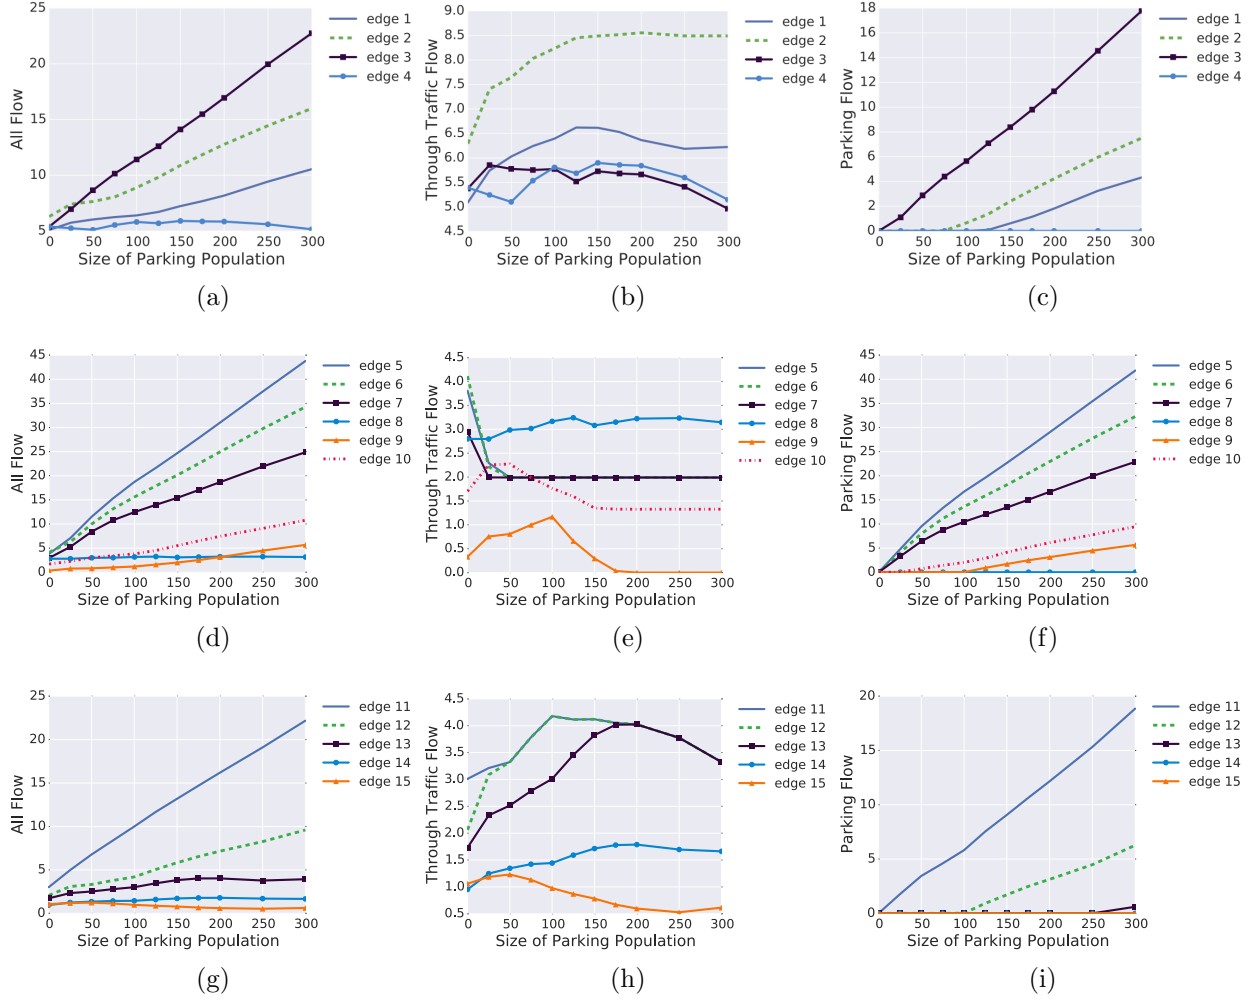 25
20
15
10
5
0
50
100
150
200
250
300
All Flow
Size of Parking Population
edge 1
edge 2
edge 3
edge 4
(a)
9.0
8.5
8.0
7.5
7.0
6.5
6.0
5.5
5.0
4.5
0
50
100
150
200
250
300
Through Traffic Flow
Size of Parking Population
edge 1
edge 2
edge 3
edge 4
(b)
18
16
14
12
10
8
6
4
2
0
0
50
100
150
200
250
300
Parking Flow
Size of Parking Population
edge 1
edge 2
edge 3
edge 4
(c)
45
40
35
30
25
20
15
10
5
0
0
50
100
150
200
250
300
All Flow
Size of Parking Population
edge 5
edge 6
edge 7
edge 8
edge 9
edge 10
(d)
4.5
4.0
3.5
3.0
2.5
2.0
1.5
1.0
0.5
0.0
0
50
100
150
200
250
300
Through Traffic Flow
Size of Parking Population
edge 5
edge 6
edge 7
edge 8
edge 9
edge 10
(e)
45
40
35
30
25
20
15
10
5
0
0
50
100
150
200
250
300
Parking Flow
Size of Parking Population
edge 5
edge 6
edge 7
edge 8
edge 9
edge 10
(f)
25
20
15
10
5
0
0
50
100
150
200
250
300
All Flow
Size of Parking Population
edge 11
edge 12
edge 13
edge 14
edge 15
(g)
4.5
4.0
3.5
3.0
2.5
2.0
1.5
1.0
0.5
0
50
100
150
200
250
300
Through Traffic Flow
Size of Parking Population
edge 11
edge 12
edge 13
edge 14
edge 15
(h)
20
15
10
5
0
0
50
100
150
200
250
300
Parking Flow
Size of Parking Population
edge 11
edge 12
edge 13
edge 14
edge 15
(i)